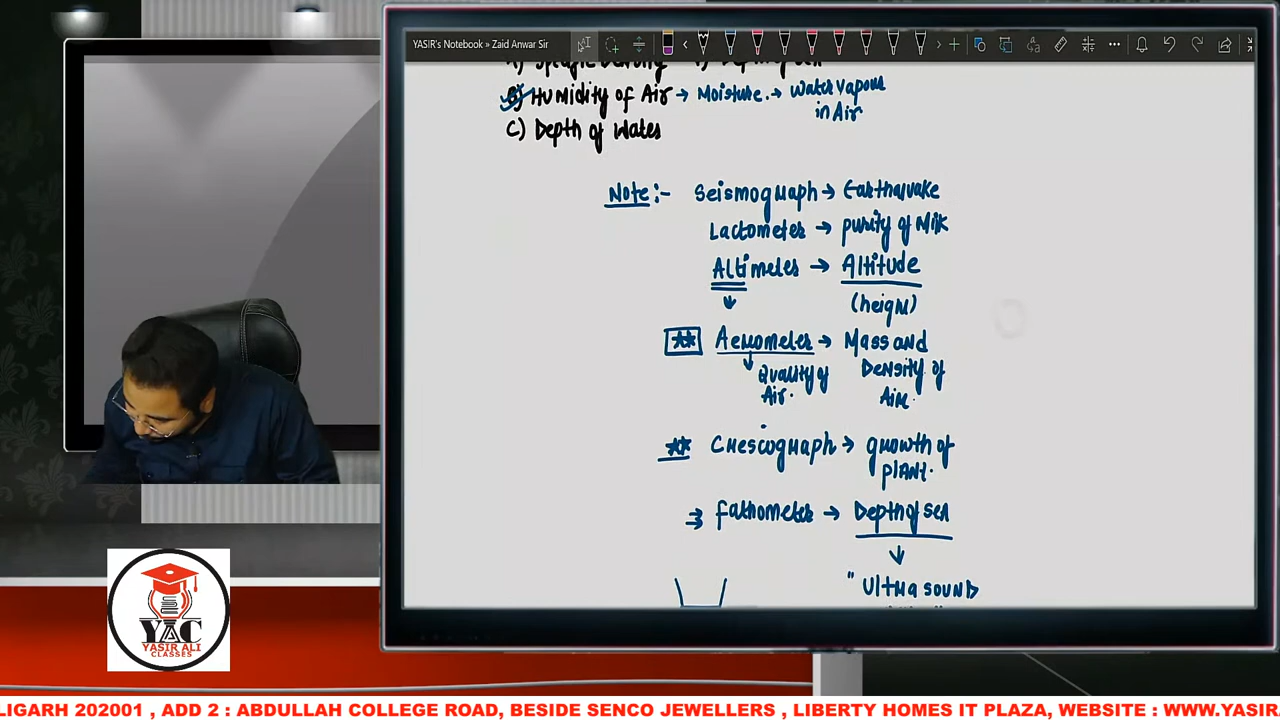 YASIR's Notebook » Zaid Anwar Sir
B) Humidity of Air → Moisture → Water vapous
in Air
C) Depth of Water
Note:- Seismograph → Earthquake
Lactometer → purity of Milk
Altimeter → Altitude
(height)
** Aerometer → Mass and
Quality of
Air.
Density of
Air.
** Crescograph → growth of
plant.
⇒ fathometer → Depth of sea
"Ultrasound
YAC
YASIR ALI
CLASSES
LIGARH 202001 , ADD 2 : ABDULLAH COLLEGE ROAD, BESIDE SENCO JEWELLERS , LIBERTY HOMES IT PLAZA, WEBSITE : WWW.YASIR